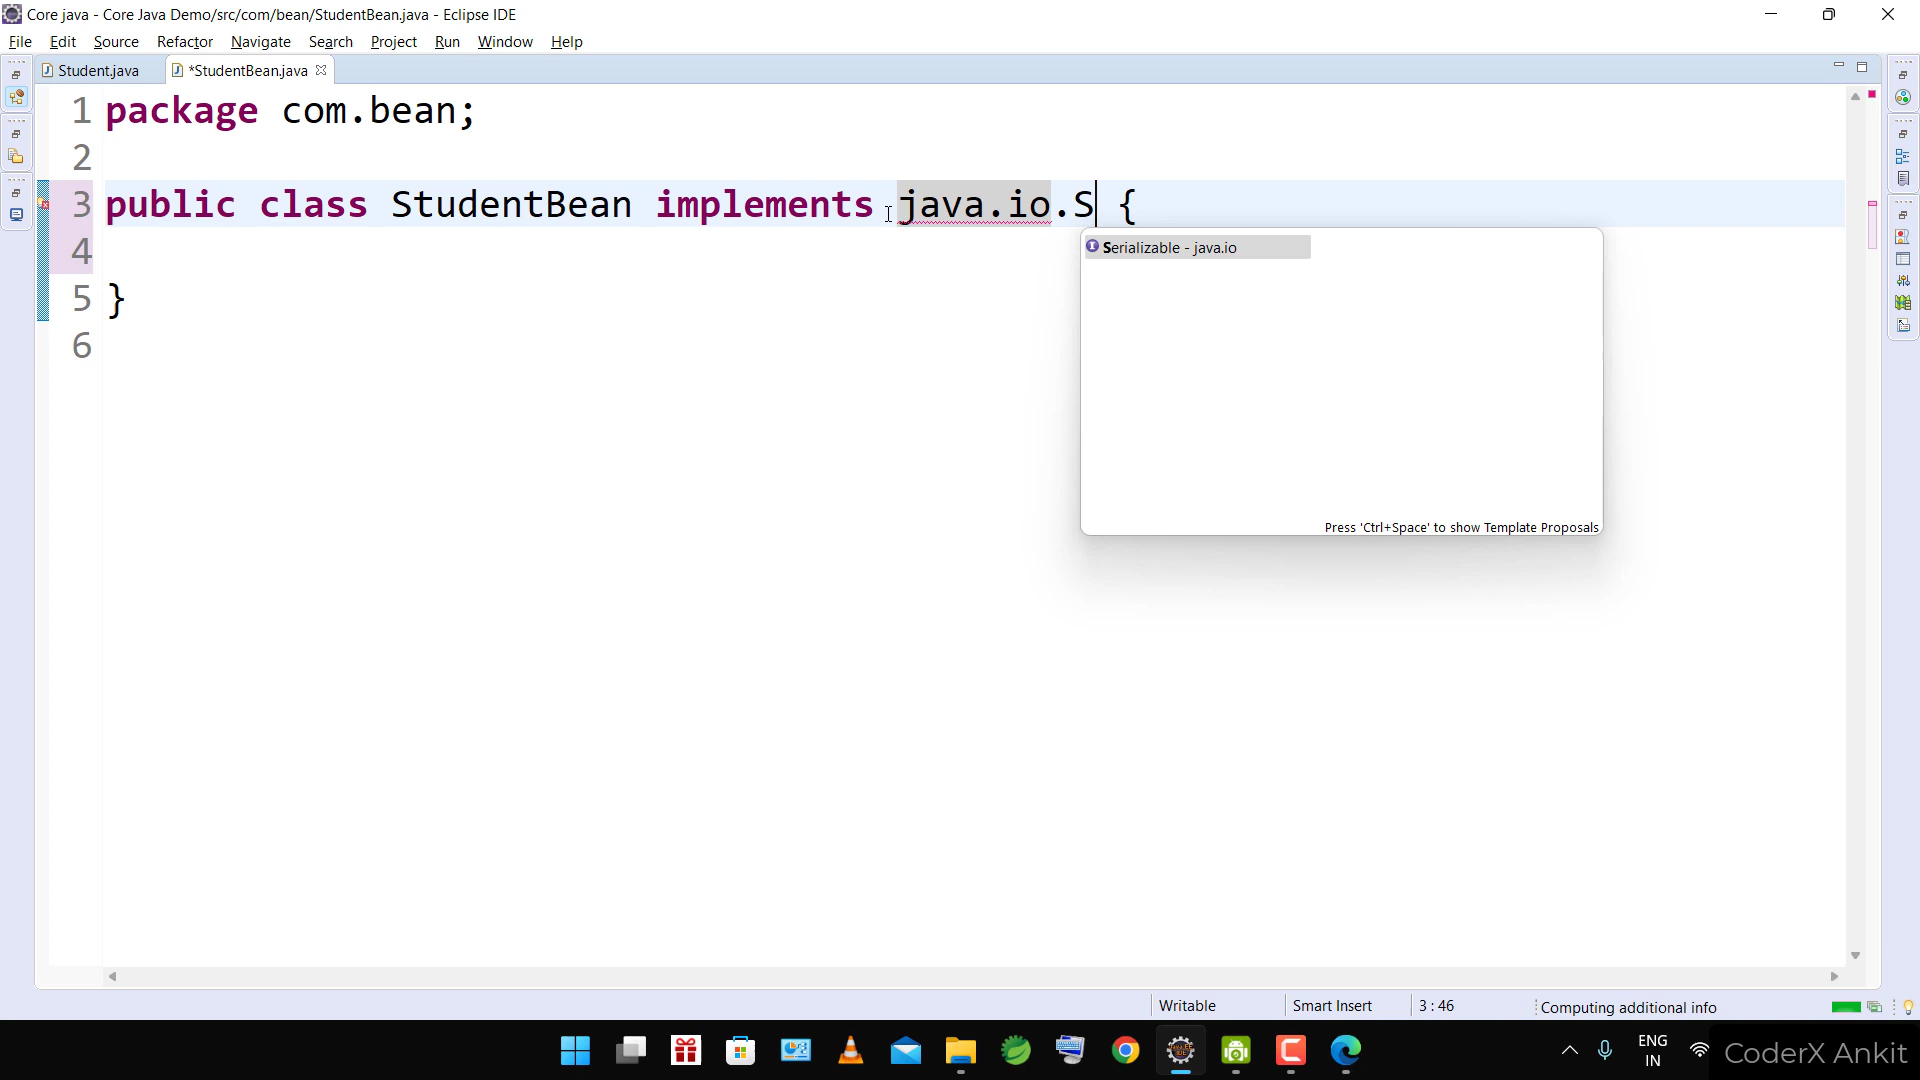 Core java - Core Java Demo/src/com/bean/StudentBean.java - Eclipse IDE
File Edit Source Refactor Navigate Search Project Run Window Help
Student.java *StudentBean.java
1 package com.bean;
2
3 public class StudentBean implements java.io.S {
4
Serializable - java.io
5 }
6
Press 'Ctrl+Space' to show Template Proposals
Writable Smart Insert 3 : 46 Computing additional info
ENG
IN
CoderX Ankit